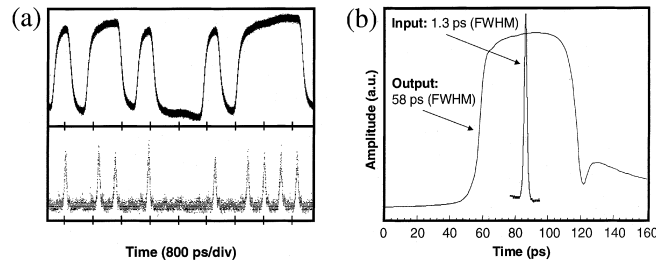 (a)
Time (800 ps/div)
(b)
Input: 1.3 ps (FWHM)
Output:
58 ps (FWHM)
Amplitude (a.u.)
0 20 40 60 80 100 120 140 160
Time (ps)